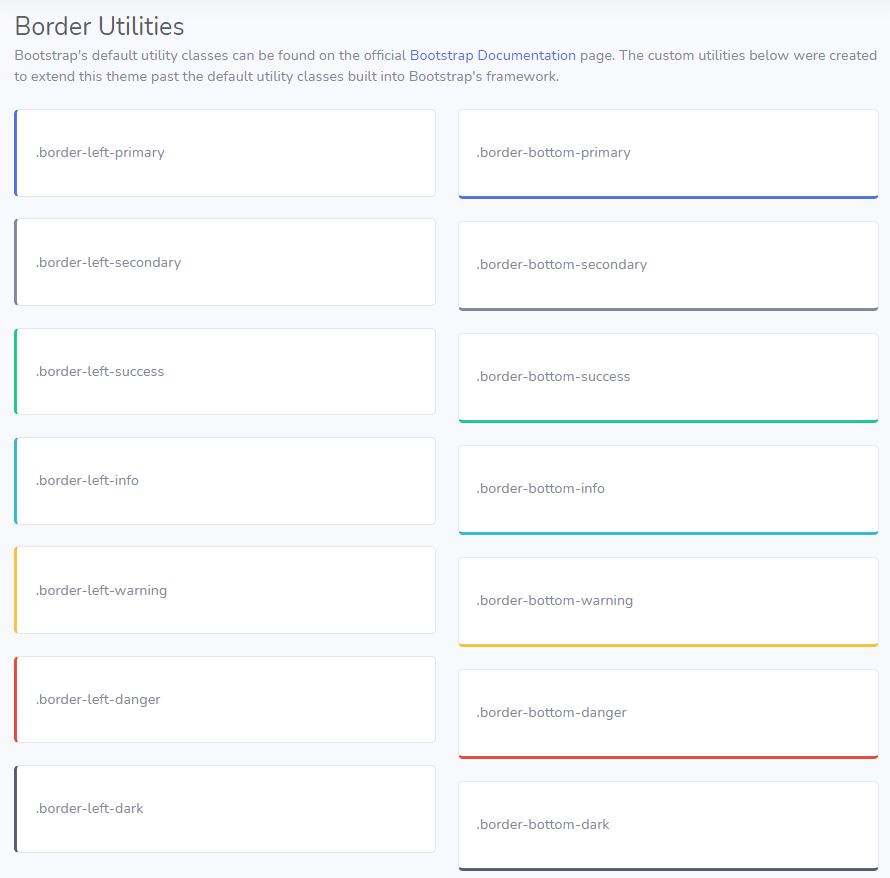 Border Utilities
Bootstrap's default utility classes can be found on the official Bootstrap Documentation page. The custom utilities below were created
to extend this theme past the default utility classes built into Bootstrap's framework.
.border-left-primary
.border-left-secondary
.border-left-success
.border-left-info
.border-left-warning
.border-left-danger
.border-left-dark
.border-bottom-primary
.border-bottom-secondary
.border-bottom-success
.border-bottom-info
.border-bottom-warning
.border-bottom-danger
.border-bottom-dark